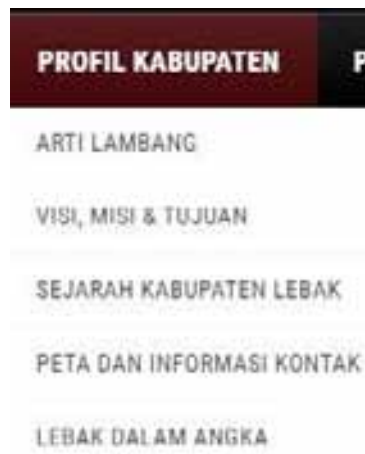 PROFIL KABUPATEN
ARTI LAMBANG
VISI, MISI & TUJUAN
SEJARAH KABUPATEN LEBAK
PETA DAN INFORMASI KONTAK
LEBAK DALAM ANGKA